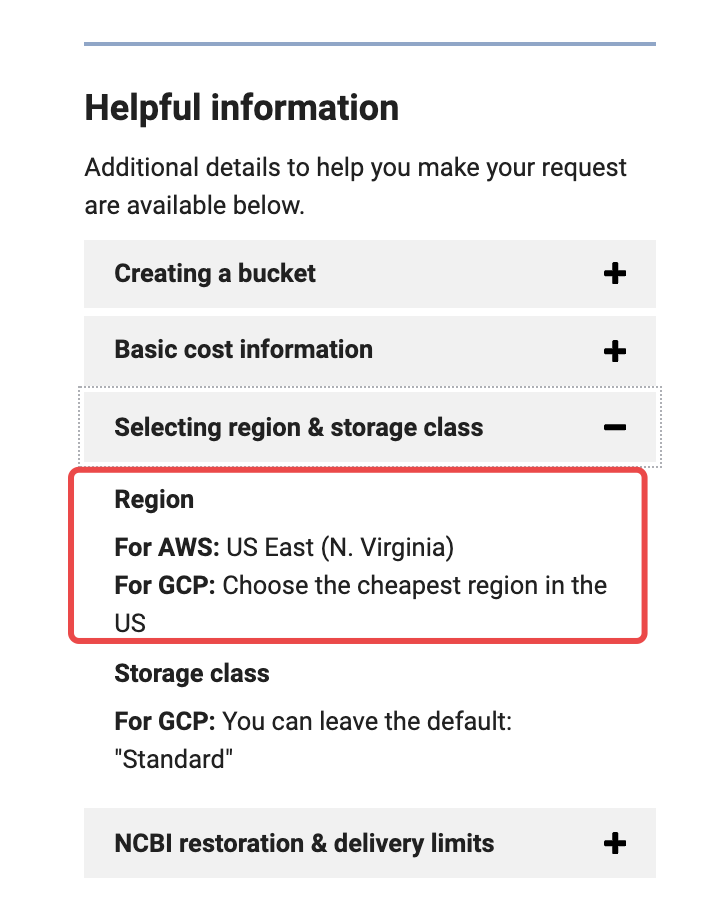 Helpful information
Additional details to help you make your request
are available below.
Creating a bucket
Basic cost information
Selecting region & storage class
Region
For AWS: US East (N. Virginia)
For GCP: Choose the cheapest region in the
US
Storage class
For GCP: You can leave the default:
"Standard"
NCBI restoration & delivery limits